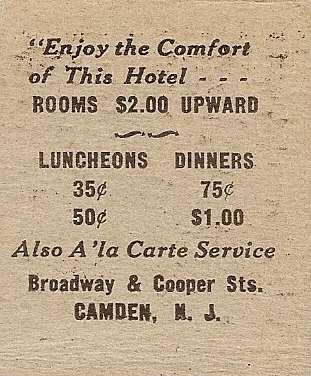 "Enjoy the Comfort
of This Hotel - - -
ROOMS $2.00 UPWARD
LUNCHEONS DINNERS
35¢ 75¢
50¢ $1.00
Also A'la Carte Service
Broadway & Cooper Sts.
CAMDEN, N. J.